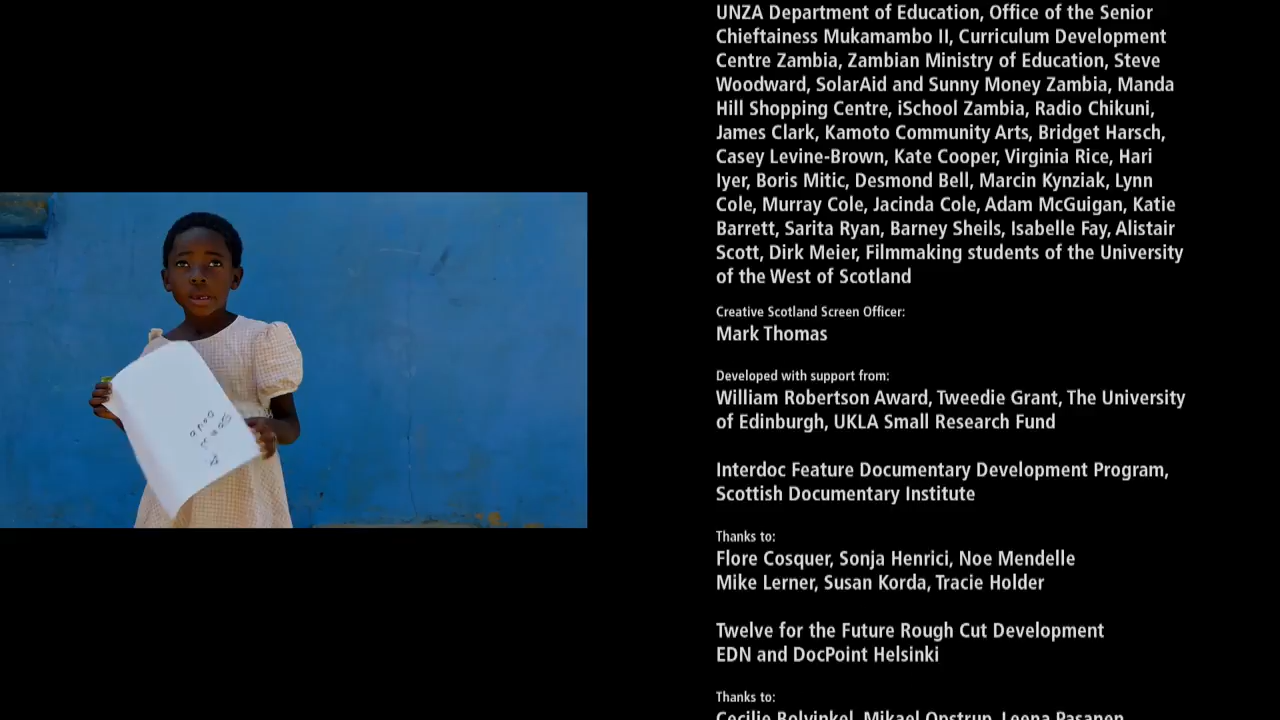 UNZA Department of Education, Office of the Senior
Chieftainess Mukamambo II, Curriculum Development
Centre Zambia, Zambian Ministry of Education, Steve
Woodward, SolarAid and Sunny Money Zambia, Manda
Hill Shopping Centre, iSchool Zambia, Radio Chikuni,
James Clark, Kamoto Community Arts, Bridget Harsch,
Casey Levine-Brown, Kate Cooper, Virginia Rice, Hari
Iyer, Boris Mitic, Desmond Bell, Marcin Kynziak, Lynn
Cole, Murray Cole, Jacinda Cole, Adam McGuigan, Katie
Barrett, Sarita Ryan, Barney Sheils, Isabelle Fay, Alistair
Scott, Dirk Meier, Filmmaking students of the University
of the West of Scotland
Creative Scotland Screen Officer:
Mark Thomas
Developed with support from:
William Robertson Award, Tweedie Grant, The University
of Edinburgh, UKLA Small Research Fund
Interdoc Feature Documentary Development Program,
Scottish Documentary Institute
Thanks to:
Flore Cosquer, Sonja Henrici, Noe Mendelle
Mike Lerner, Susan Korda, Tracie Holder
Twelve for the Future Rough Cut Development
EDN and DocPoint Helsinki
Thanks to:
Cecilie Bolvinkel, Mikael Opstrup, Leena Pasanen